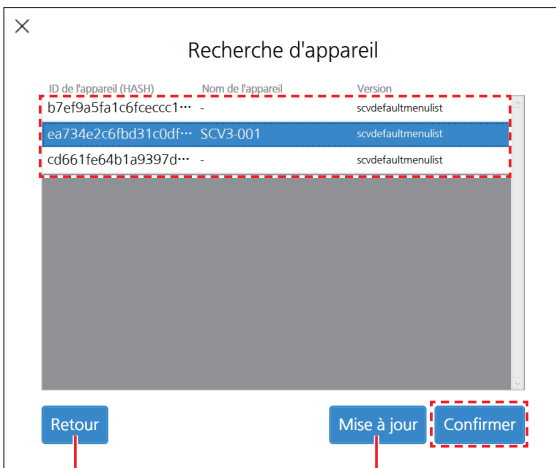 Recherche d'appareil
ID de l'appareil (HASH) Nom de l'appareil Version
b7ef9a5fa1c6fceccc1··· - scvdefaultmenulist
ea734e2c6fbd31c0df··· SCV3-001 scvdefaultmenulist
cd661fe64b1a9397d··· - scvdefaultmenulist
Retour Mise à jour Confirmer